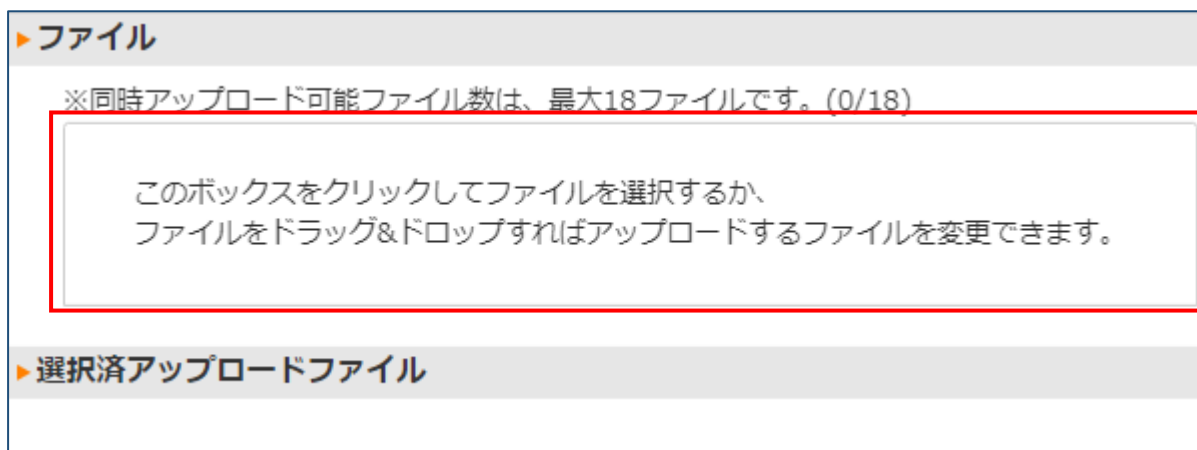 ファイル
※同時アップロード可能ファイル数は、最大18ファイルです。(0/18)
このボックスをクリックしてファイルを選択するか、
ファイルをドラッグ&ドロップすればアップロードするファイルを変更できます。
選択済アップロードファイル